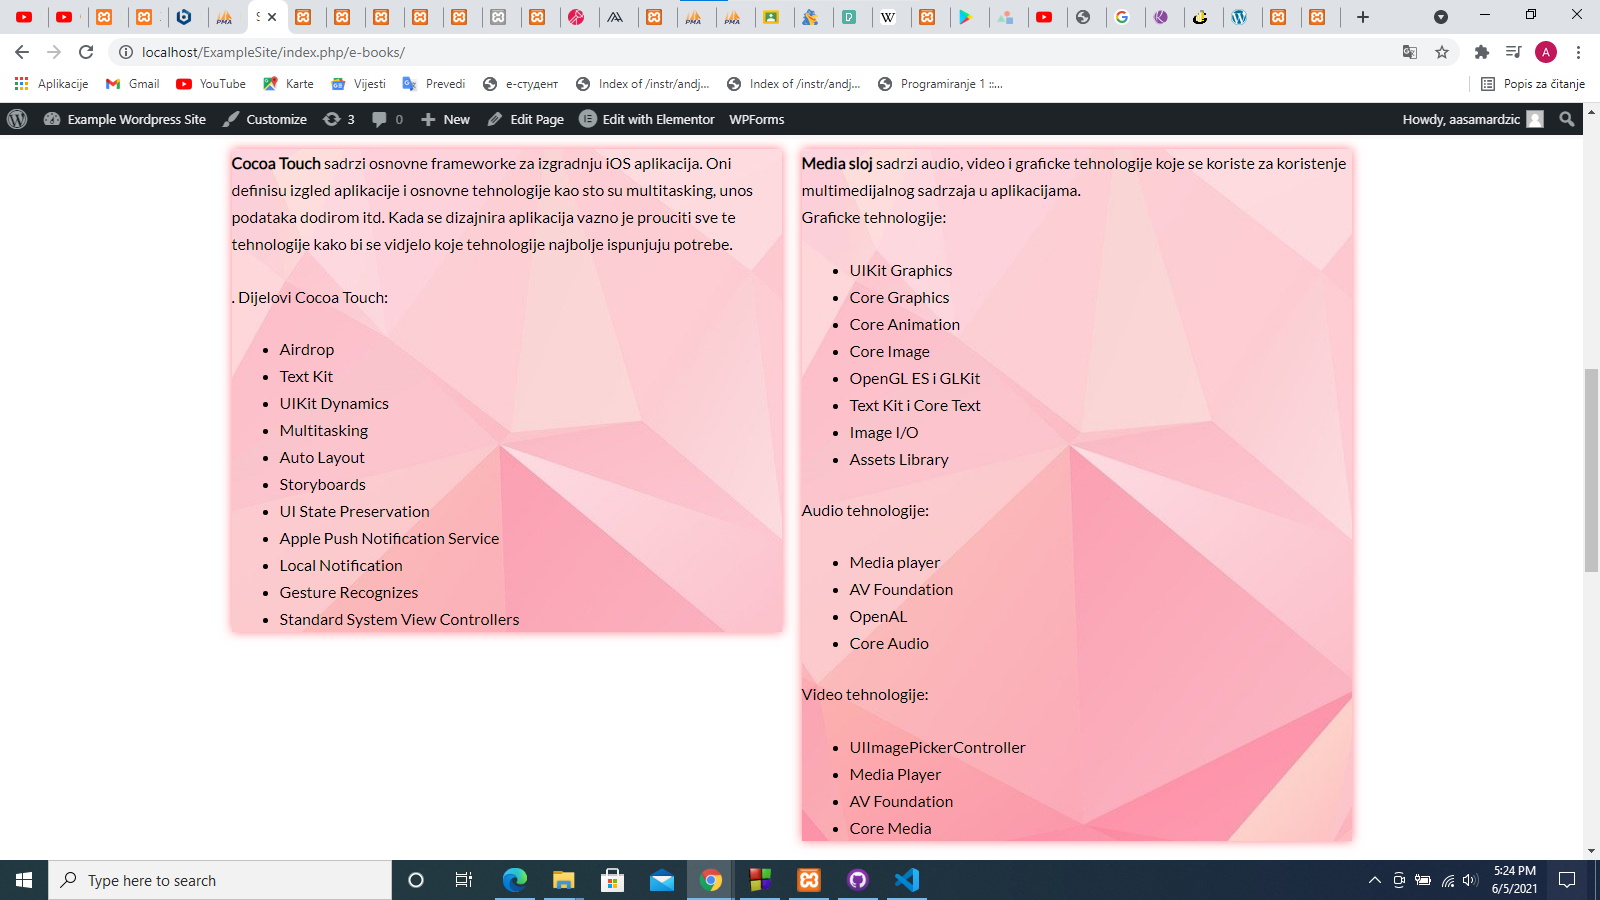 S
localhost/ExampleSite/index.php/e-books/
A
Aplikacije
Gmail
YouTube
Karte
Vijesti
Prevedi
е-студент
Index of /instr/andj...
Index of /instr/andj...
Programiranje 1 ::...
Popis za čitanje
Example Wordpress Site
Customize
3
0
New
Edit Page
Edit with Elementor
WPForms
Howdy, aasamardzic
Cocoa Touch sadrzi osnovne frameworke za izgradnju iOS aplikacija. Oni
definisu izgled aplikacije i osnovne tehnologije kao sto su multitasking, unos
podataka dodirom itd. Kada se dizajnira aplikacija vazno je prouciti sve te
tehnologije kako bi se vidjelo koje tehnologije najbolje ispunjuju potrebe.
. Dijelovi Cocoa Touch:
Airdrop
Text Kit
UIKit Dynamics
Multitasking
Auto Layout
Storyboards
UI State Preservation
Apple Push Notification Service
Local Notification
Gesture Recognizes
Standard System View Controllers
Media sloj sadrzi audio, video i graficke tehnologije koje se koriste za koristenje
multimedijalnog sadrzaja u aplikacijama.
Graficke tehnologije:
UIKit Graphics
Core Graphics
Core Animation
Core Image
OpenGL ES i GLKit
Text Kit i Core Text
Image I/O
Assets Library
Audio tehnologije:
Media player
AV Foundation
OpenAL
Core Audio
Video tehnologije:
UIImagePickerController
Media Player
AV Foundation
Core Media
Type here to search
5:24 PM
6/5/2021